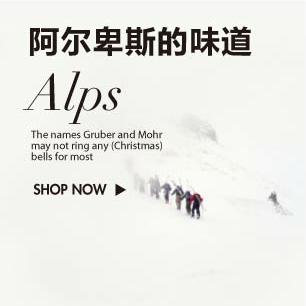 阿尔卑斯的味道
Alps
The names Gruber and Mohr
may not ring any (Christmas)
bells for most
SHOP NOW ▶